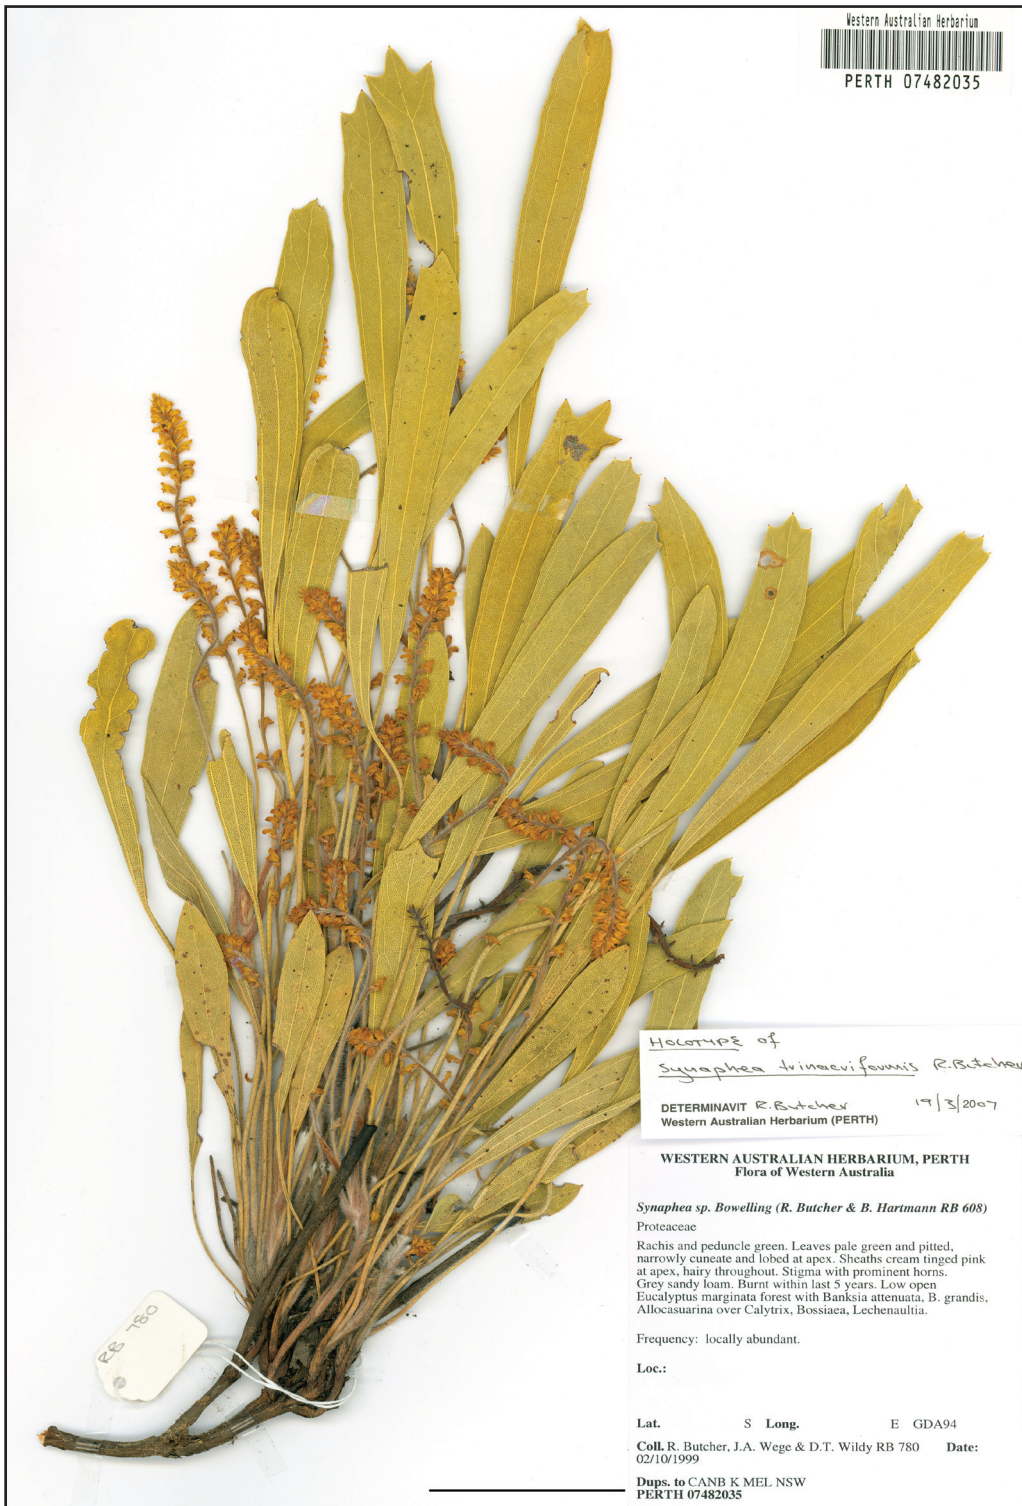 Western Australian Herbarium
PERTH 07482035
HOLOTYPE of
Synaphea trinacriformis R.Butcher
DETERMINAVIT R.Butcher 19/3/2007
Western Australian Herbarium (PERTH)
WESTERN AUSTRALIAN HERBARIUM, PERTH
Flora of Western Australia
Synaphea sp. Bowelling (R. Butcher & B. Hartmann RB 608)
Proteaceae
Rachis and peduncle green. Leaves pale green and pitted,
narrowly cuneate and lobed at apex. Sheaths cream tinged pink
at apex, hairy throughout. Stigma with prominent horns.
Grey sandy loam. Burnt within last 5 years. Low open
Eucalyptus marginata forest with Banksia attenuata, B. grandis,
Allocasuarina over Calytrix, Bossiaea, Lechenaultia.
Frequency: locally abundant.
Loc.:
Lat. S Long. E GDA94
Coll. R. Butcher, J.A. Wege & D.T. Wildy RB 780 Date:
02/10/1999
Dups. to CANB K MEL NSW
PERTH 07482035
RB 780